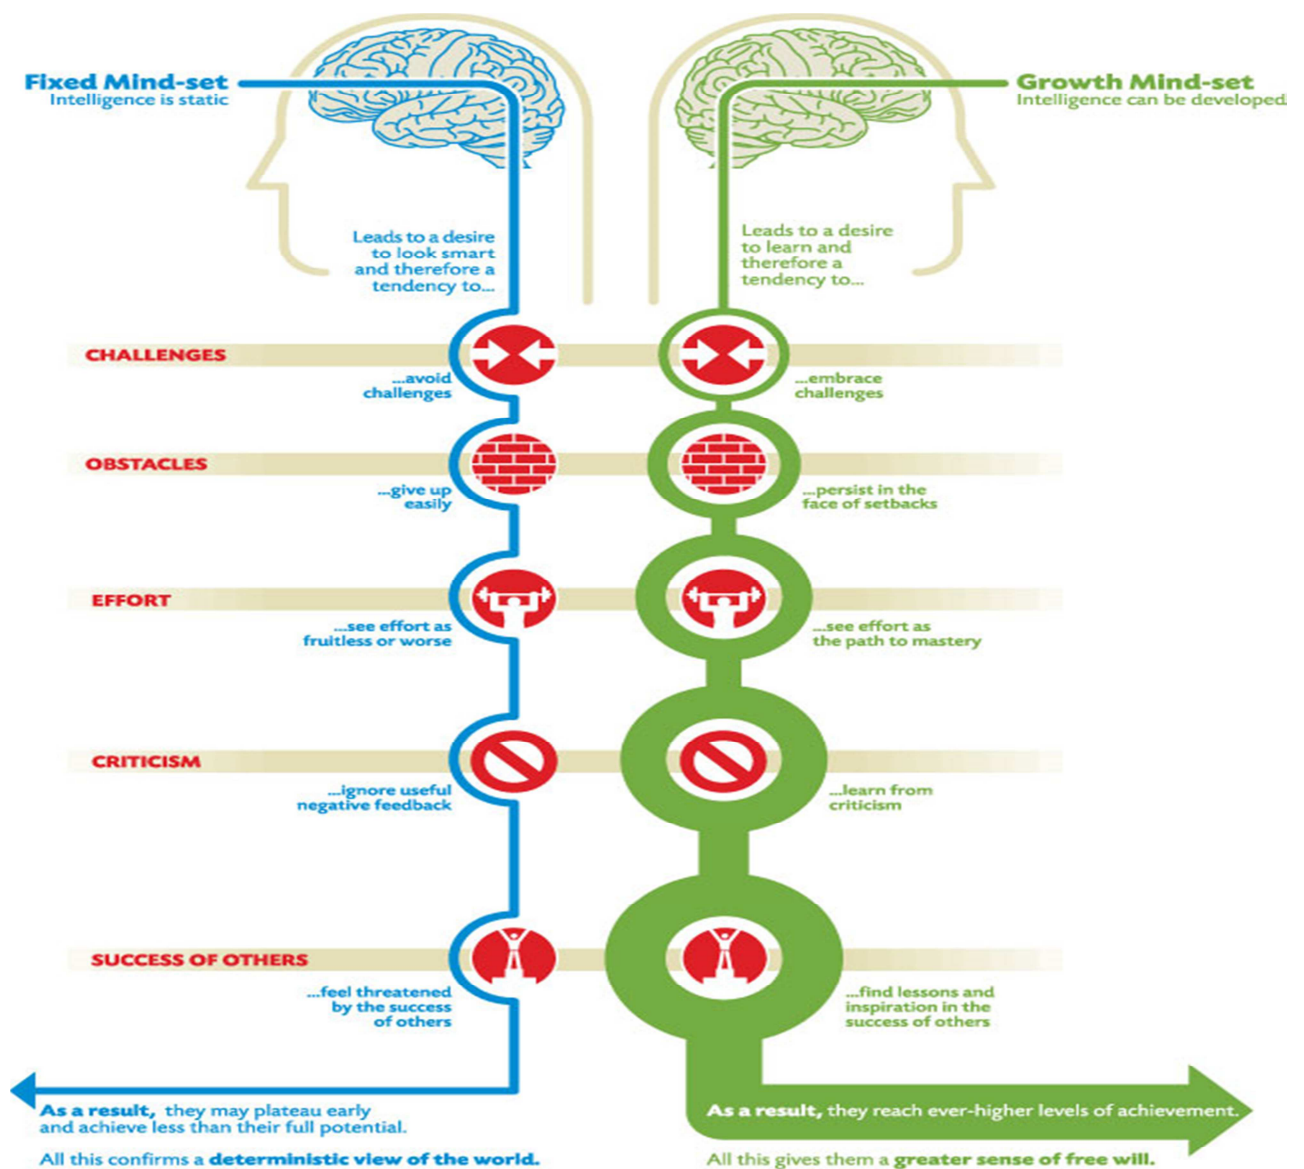 Fixed Mind-set
Intelligence is static
Growth Mind-set
Intelligence can be developed
Leads to a desire
to look smart
and therefore a
tendency to...
Leads to a desire
to learn and
therefore a
tendency to...
CHALLENGES
...avoid
challenges
...embrace
challenges
OBSTACLES
...give up
easily
...persist in the
face of setbacks
EFFORT
...see effort as
fruitless or worse
...see effort as
the path to mastery
CRITICISM
...ignore useful
negative feedback
...learn from
criticism
SUCCESS OF OTHERS
...feel threatened
by the success
of others
...find lessons and
inspiration in the
success of others
As a result, they may plateau early
and achieve less than their full potential.
All this confirms a deterministic view of the world.
As a result, they reach ever-higher levels of achievement.
All this gives them a greater sense of free will.